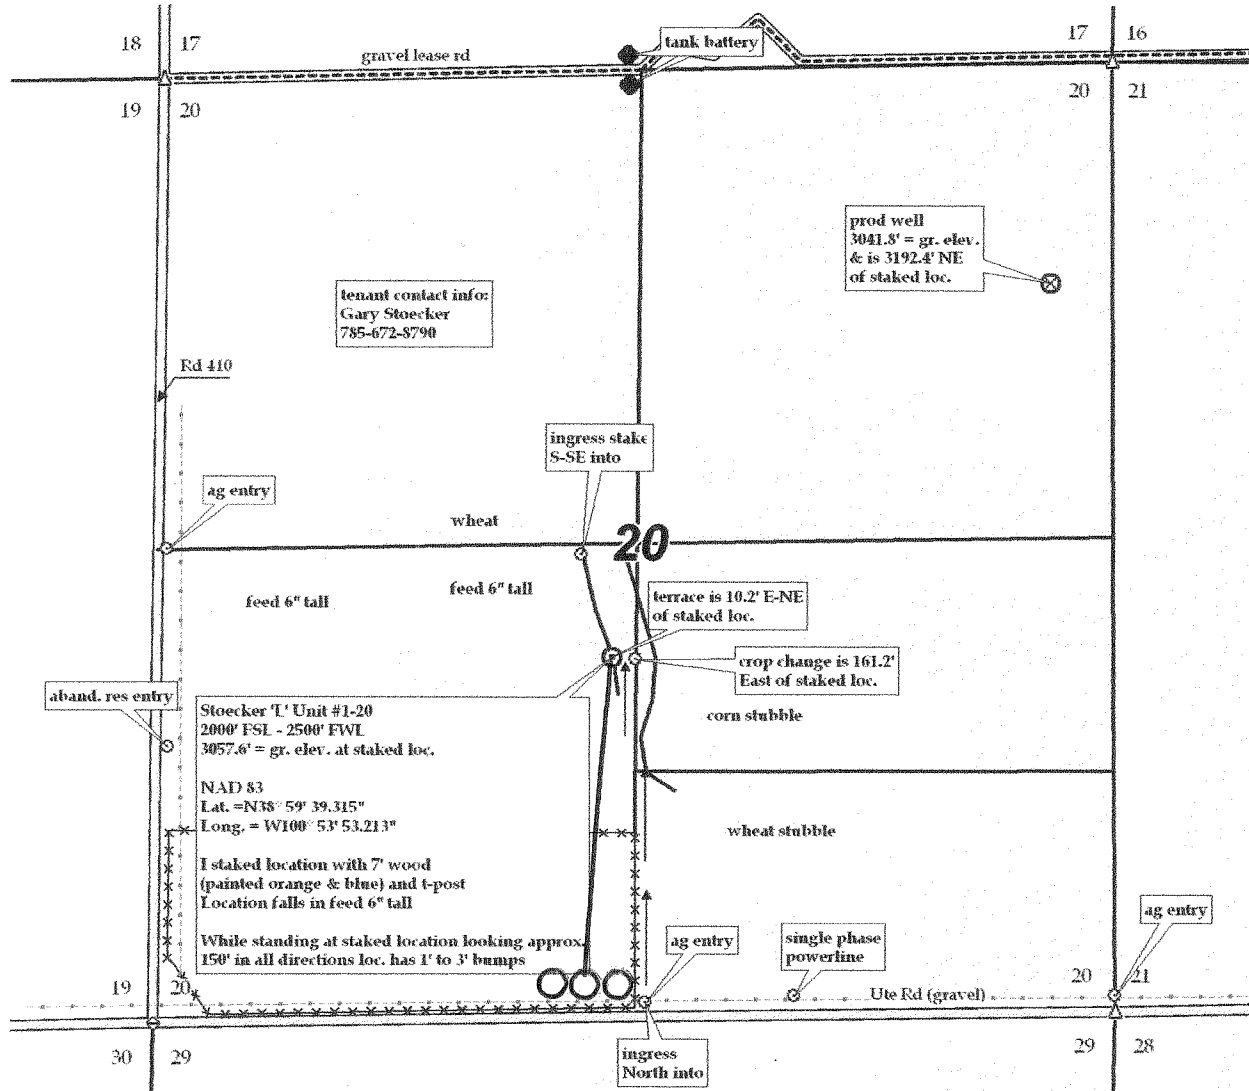 18
17
17
16
tank battery
gravel lease rd
19
20
20
21
prod well
3041.8' = gr. elev.
& is 3192.4' NE
of staked loc.
tenant contact info:
Gary Stoecker
785-672-8790
Rd 410
ingress stake
S-SE into
ag entry
wheat
20
feed 6" tall
feed 6" tall
terrace is 10.2' E-NE
of staked loc.
crop change is 161.2'
East of staked loc.
aband. res entry
corn stubble
Stoecker 'L' Unit #1-20
2000' FSL - 2500' FWL
3057.6' = gr. elev. at staked loc.
NAD 83
Lat. =N38° 59' 39.315"
Long. = W100° 53' 53.213"
wheat stubble
I staked location with 7' wood
(painted orange & blue) and t-post
Location falls in feed 6" tall
While standing at staked location looking approx.
150' in all directions loc. has 1' to 3' bumps
ag entry
single phase
powerline
ag entry
19
20
Ute Rd (gravel)
20
21
30
29
ingress
North into
29
28